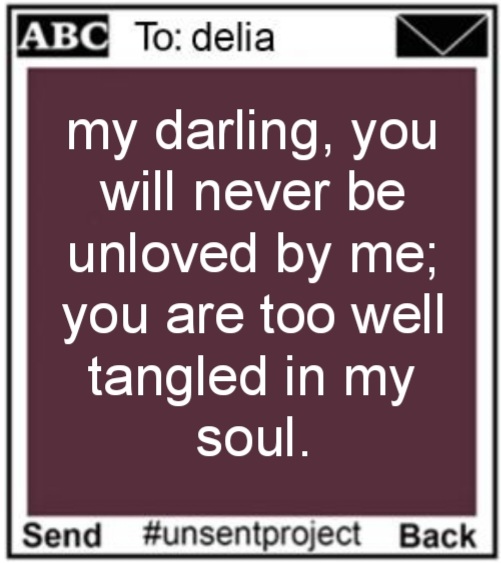 ABC To: delia
my darling, you
will never be
unloved by me;
you are too well
tangled in my
soul.
Send #unsentproject Back